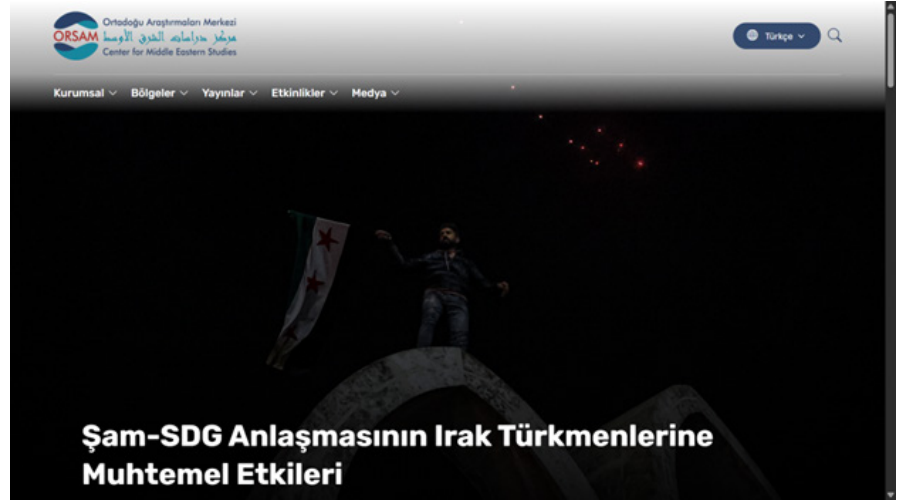 Ortadoğu Araştırmaları Merkezi
ORSAM
مركز دراسات الشرق الأوسط
Center for Middle Eastern Studies
Türkçe
Kurumsal
Bölgeler
Yayınlar
Etkinlikler
Medya
Şam-SDG Anlaşmasının Irak Türkmenlerine
Muhtemel Etkileri